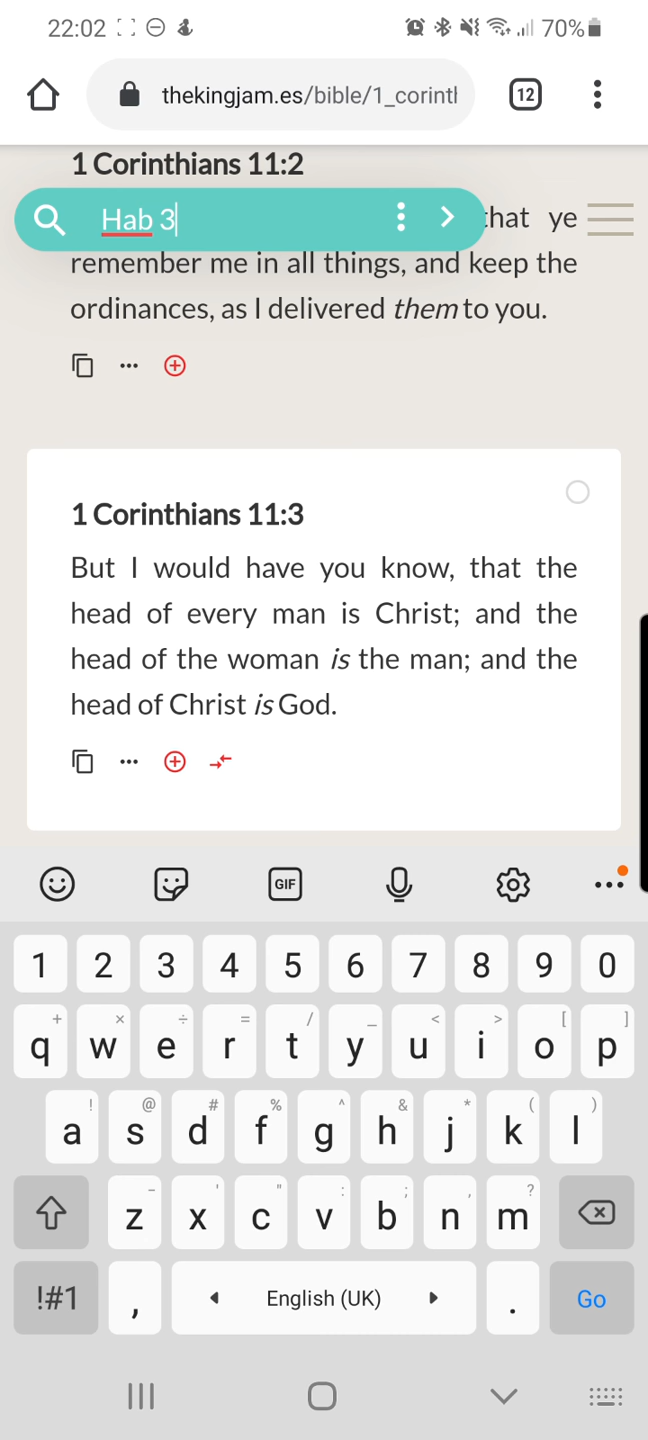 22:02 70%
thekingjam.es/bible/1_corint 12
1 Corinthians 11:2
Hab 3 that ye
remember me in all things, and keep the
ordinances, as I delivered them to you.
1 Corinthians 11:3
But I would have you know, that the
head of every man is Christ; and the
head of the woman is the man; and the
head of Christ is God.
GIF
1 2 3 4 5 6 7 8 9 0
+ × ÷ = / _ < > [ ]
q w e r t y u i o p
! @ # % ^ & * ( )
a s d f g h j k l
- ' " : ; , ?
z x c v b n m
!#1 , English (UK) . Go